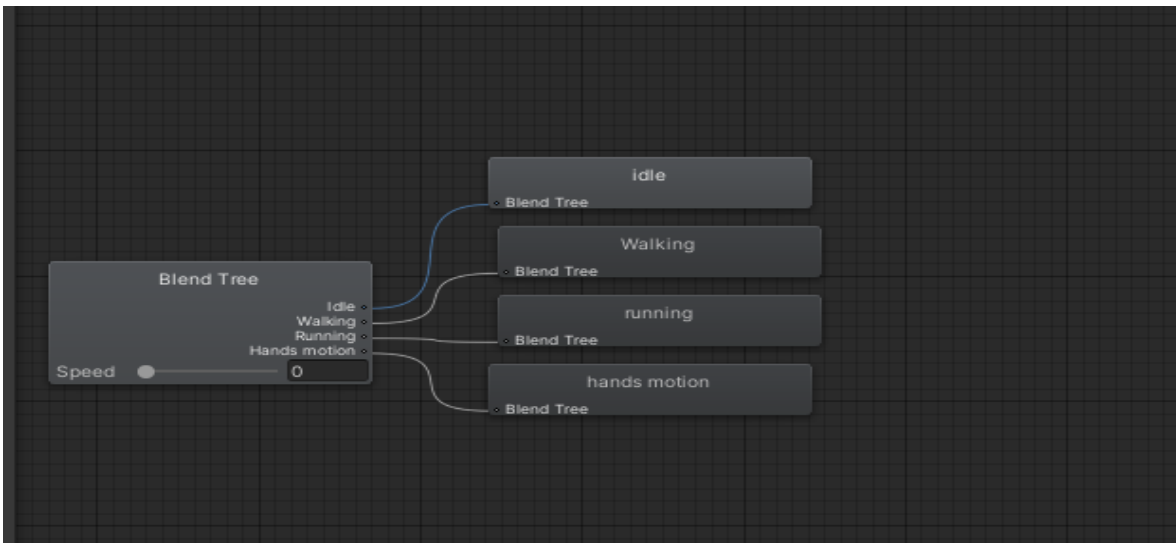 idle
Blend Tree
Walking
Blend Tree
Blend Tree
Idle
Walking
Running
Hands motion
Speed 0
running
Blend Tree
hands motion
Blend Tree